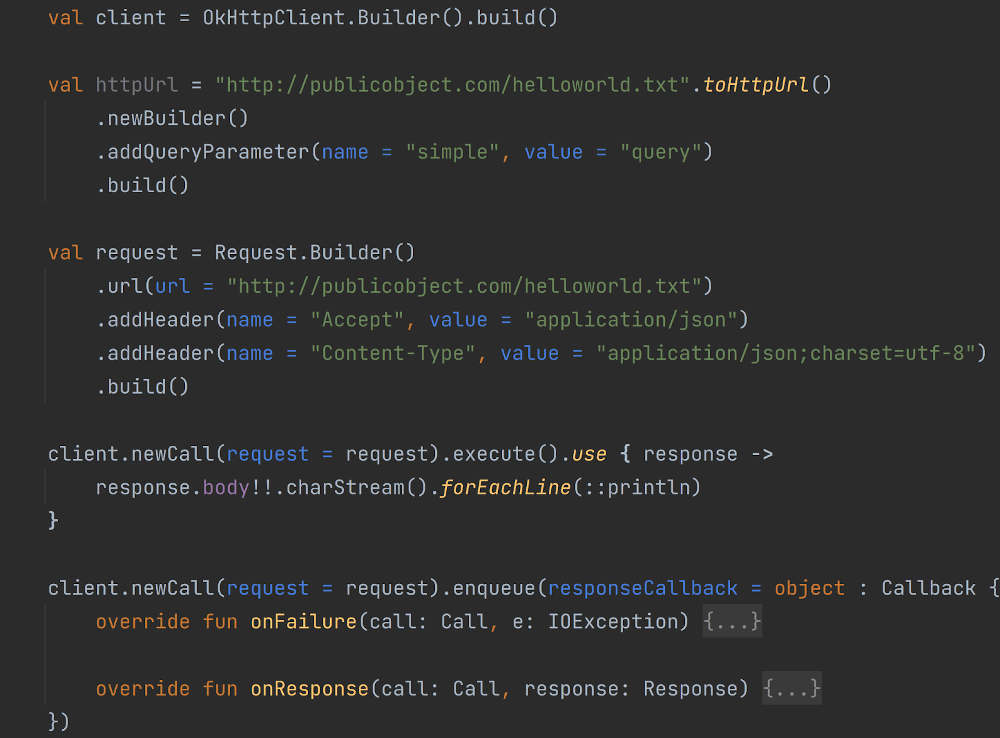 val client = OkHttpClient.Builder().build()
val httpUrl = "http://publicobject.com/helloworld.txt".toHttpUrl()
.newBuilder()
.addQueryParameter(name = "simple", value = "query")
.build()
val request = Request.Builder()
.url(url = "http://publicobject.com/helloworld.txt")
.addHeader(name = "Accept", value = "application/json")
.addHeader(name = "Content-Type", value = "application/json;charset=utf-8")
.build()
client.newCall(request = request).execute().use { response ->
response.body!!.charStream().forEachLine(::println)
}
client.newCall(request = request).enqueue(responseCallback = object : Callback {
override fun onFailure(call: Call, e: IOException) {...}
override fun onResponse(call: Call, response: Response) {...}
})